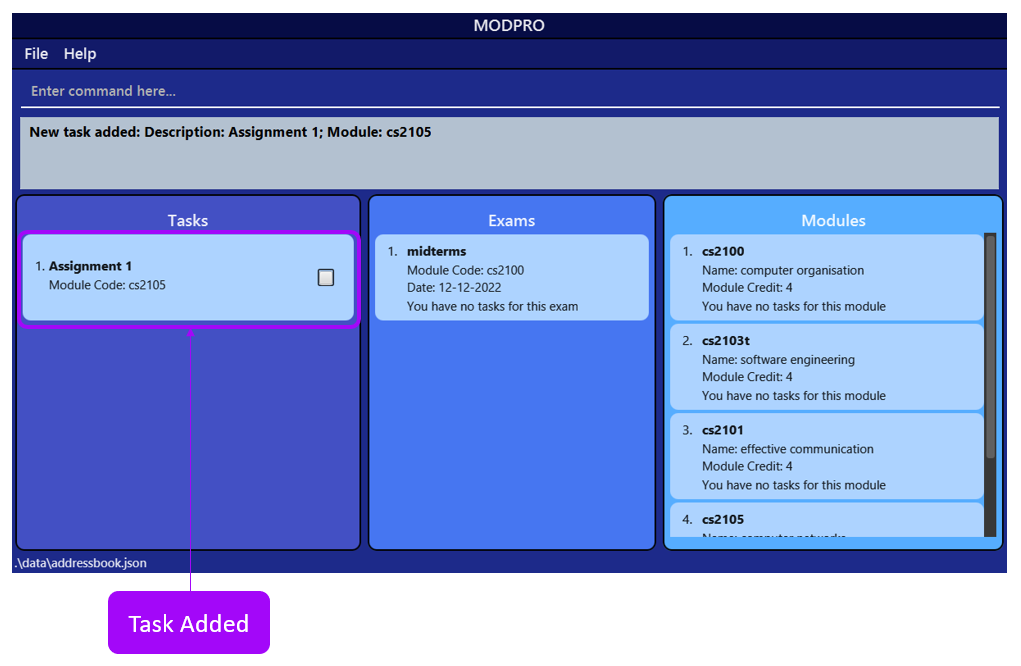 MODPRO
File Help
Enter command here...
New task added: Description: Assignment 1; Module: cs2105
Tasks
1. Assignment 1
Module Code: cs2105
Exams
1. midterms
Module Code: cs2100
Date: 12-12-2022
You have no tasks for this exam
Modules
1. cs2100
Name: computer organisation
Module Credit: 4
You have no tasks for this module
2. cs2103t
Name: software engineering
Module Credit: 4
You have no tasks for this module
3. cs2101
Name: effective communication
Module Credit: 4
You have no tasks for this module
4. cs2105
Name: computer networks
.\data\addressbook.json
Task Added